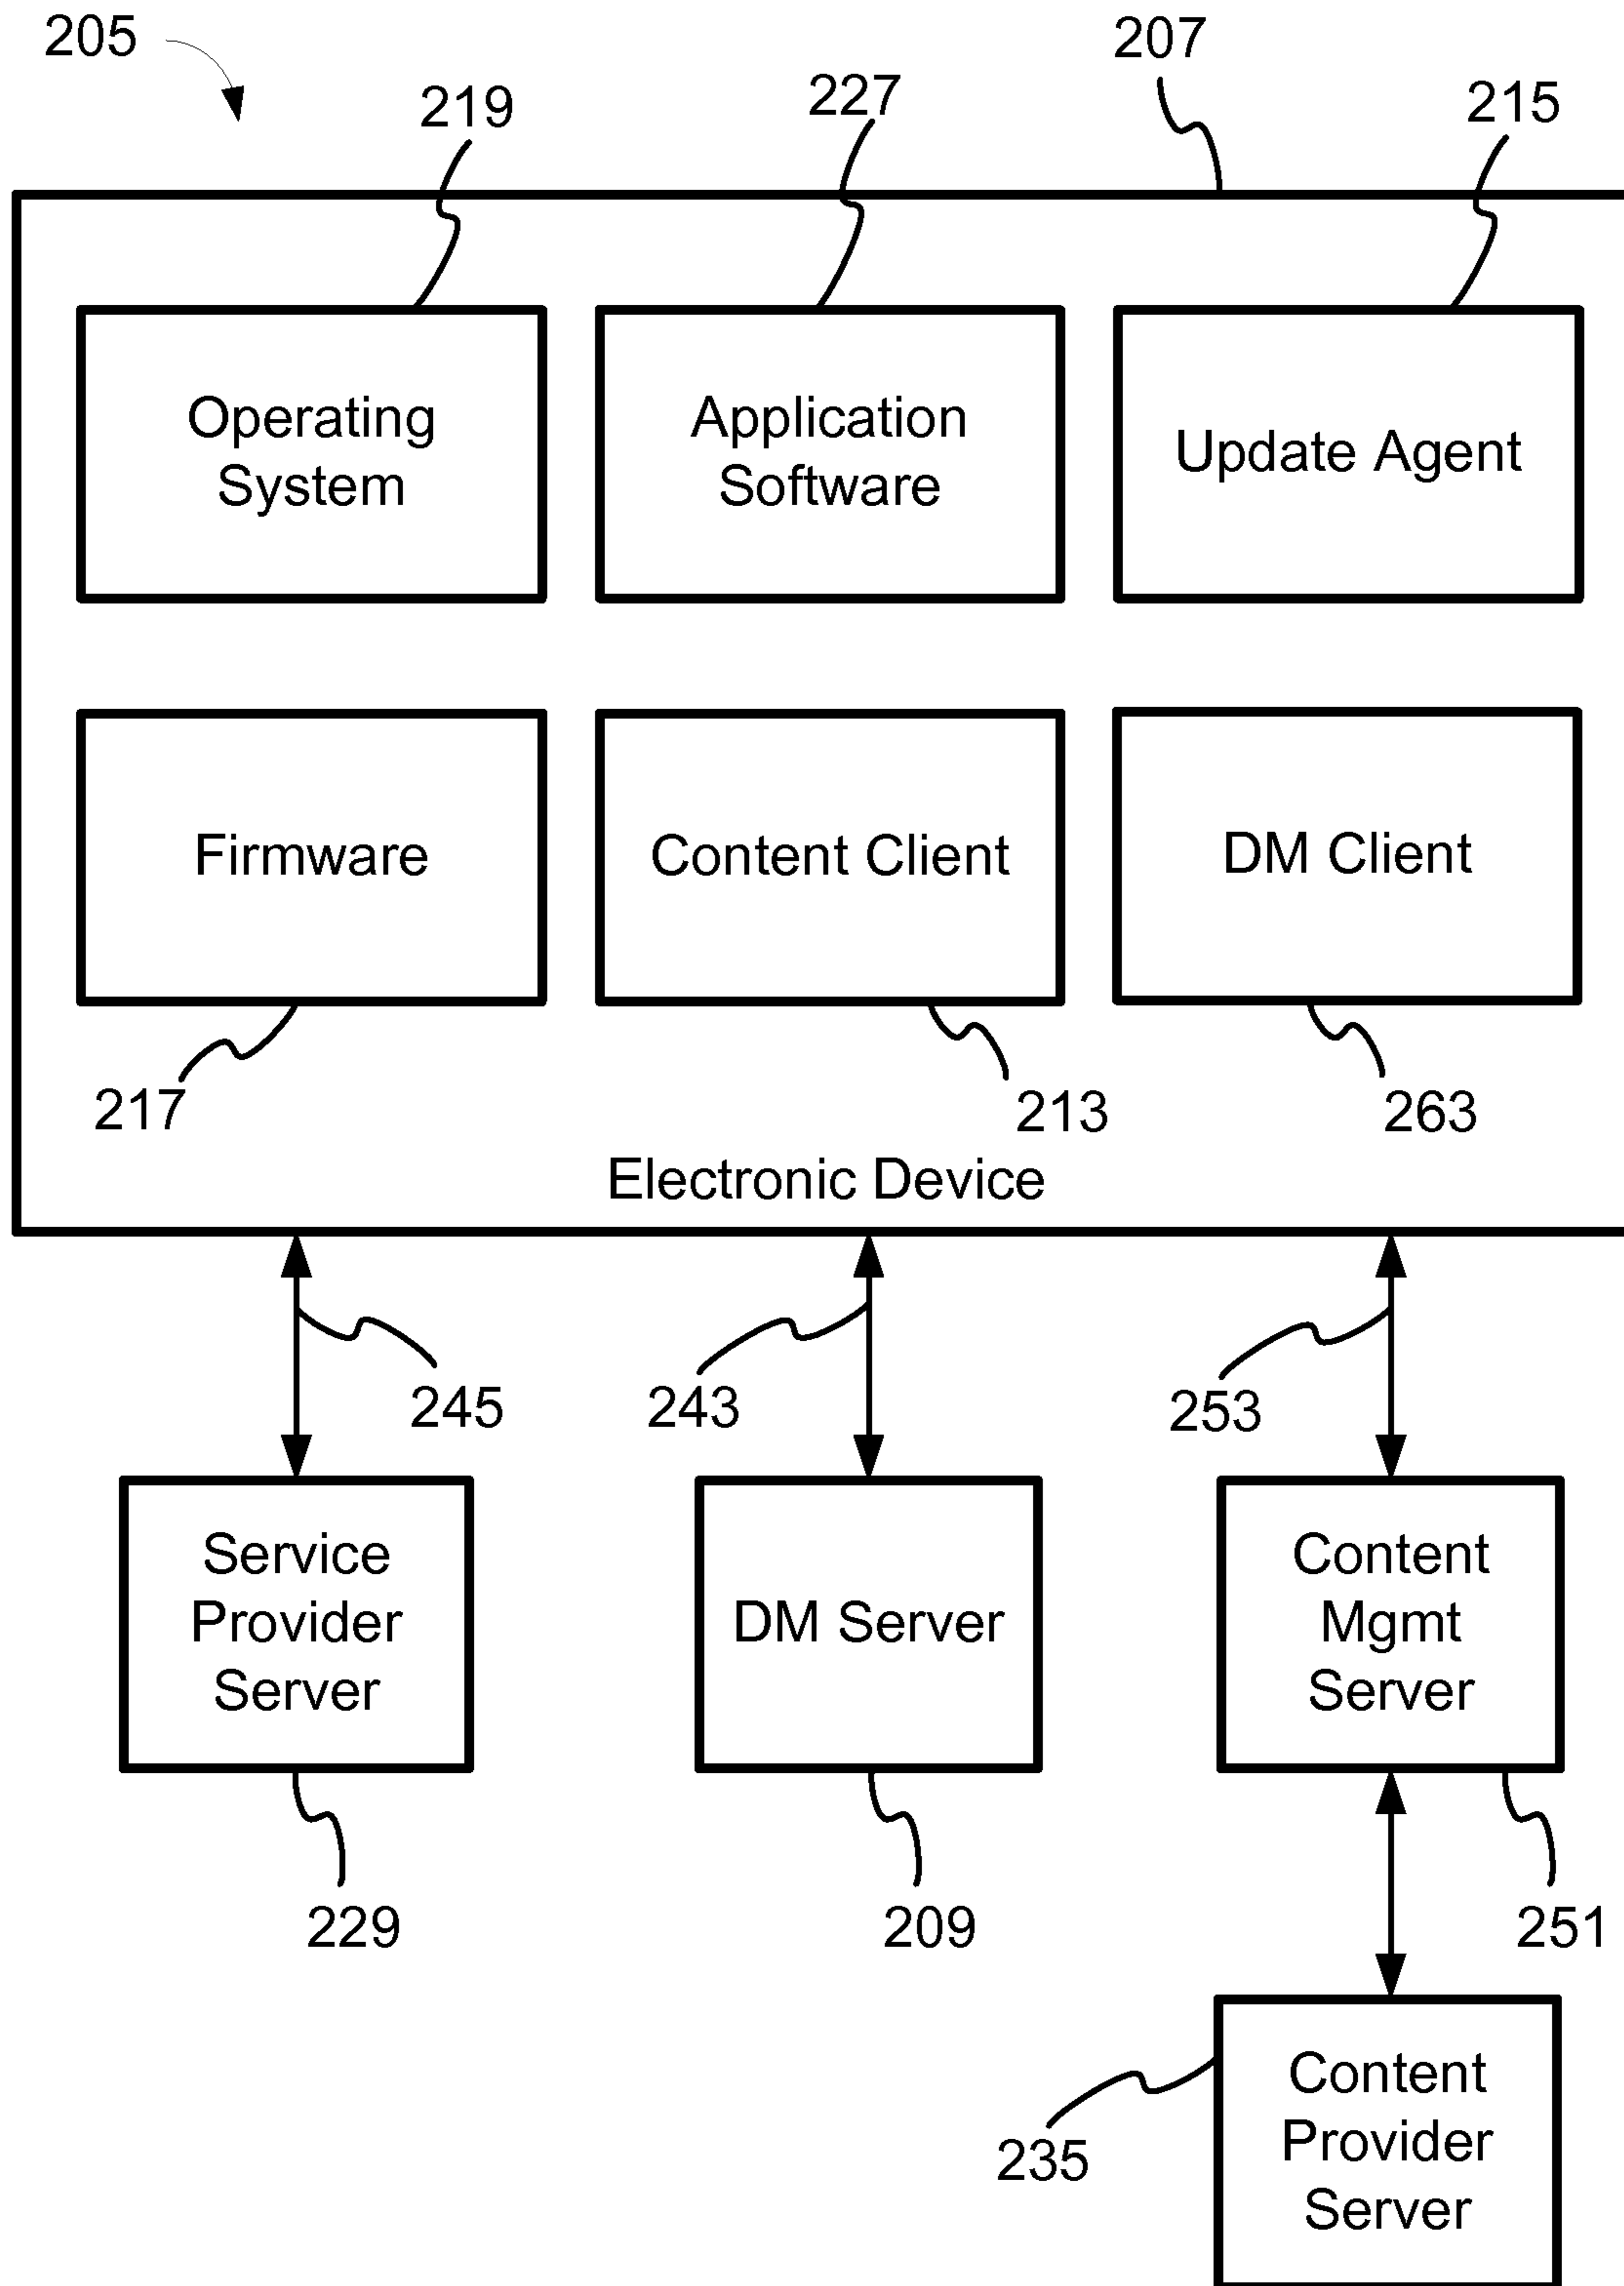 205
207
219
227
215
Operating
System
Application
Software
Update Agent
Firmware
Content Client
DM Client
217
213
263
Electronic Device
245
243
253
Service
Provider
Server
DM Server
Content
Mgmt
Server
229
209
251
235
Content
Provider
Server